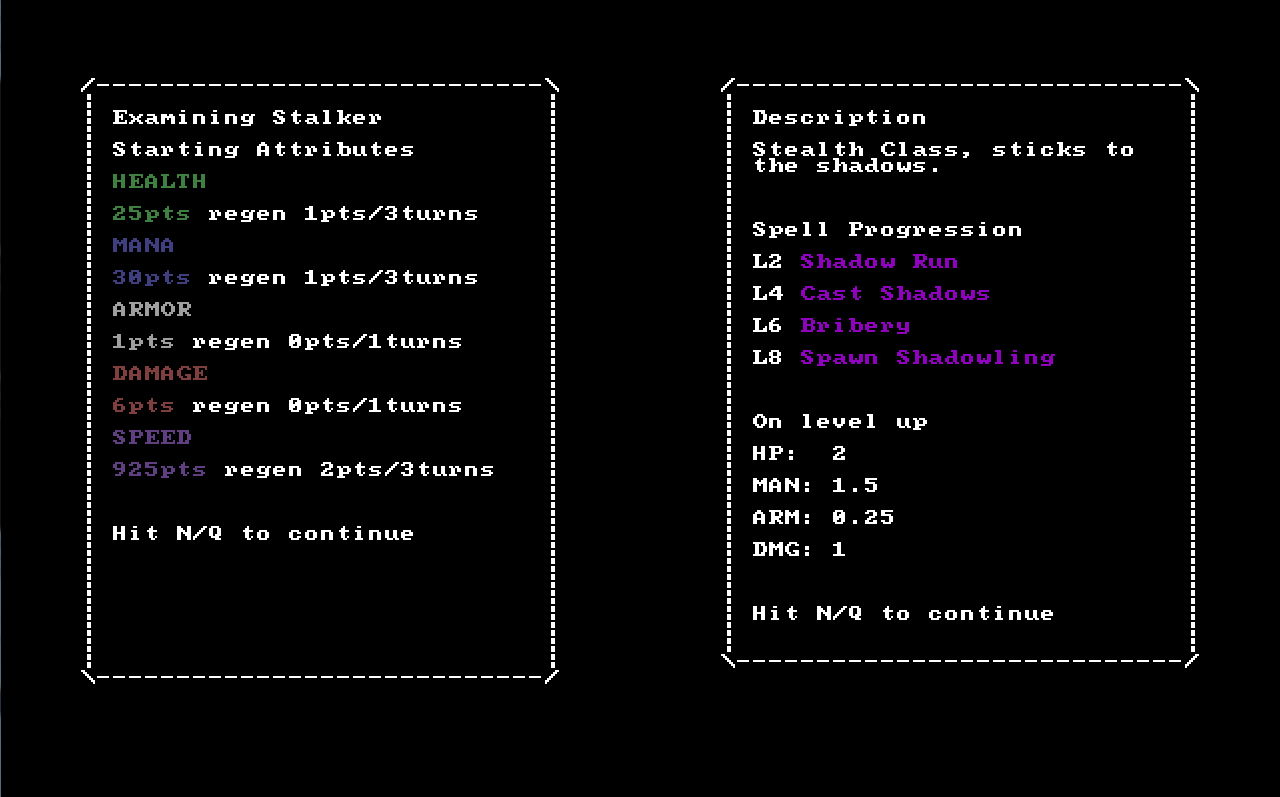 Examining Stalker
Starting Attributes
HEALTH
25pts regen 1pts/3turns
MANA
30pts regen 1pts/3turns
ARMOR
1pts regen 0pts/1turns
DAMAGE
6pts regen 0pts/1turns
SPEED
925pts regen 2pts/3turns
Hit N/Q to continue
Description
Stealth Class, sticks to
the shadows.
Spell Progression
L2 Shadow Run
L4 Cast Shadows
L6 Bribery
L8 Spawn Shadowling
On level up
HP: 2
MAN: 1.5
ARM: 0.25
DMG: 1
Hit N/Q to continue